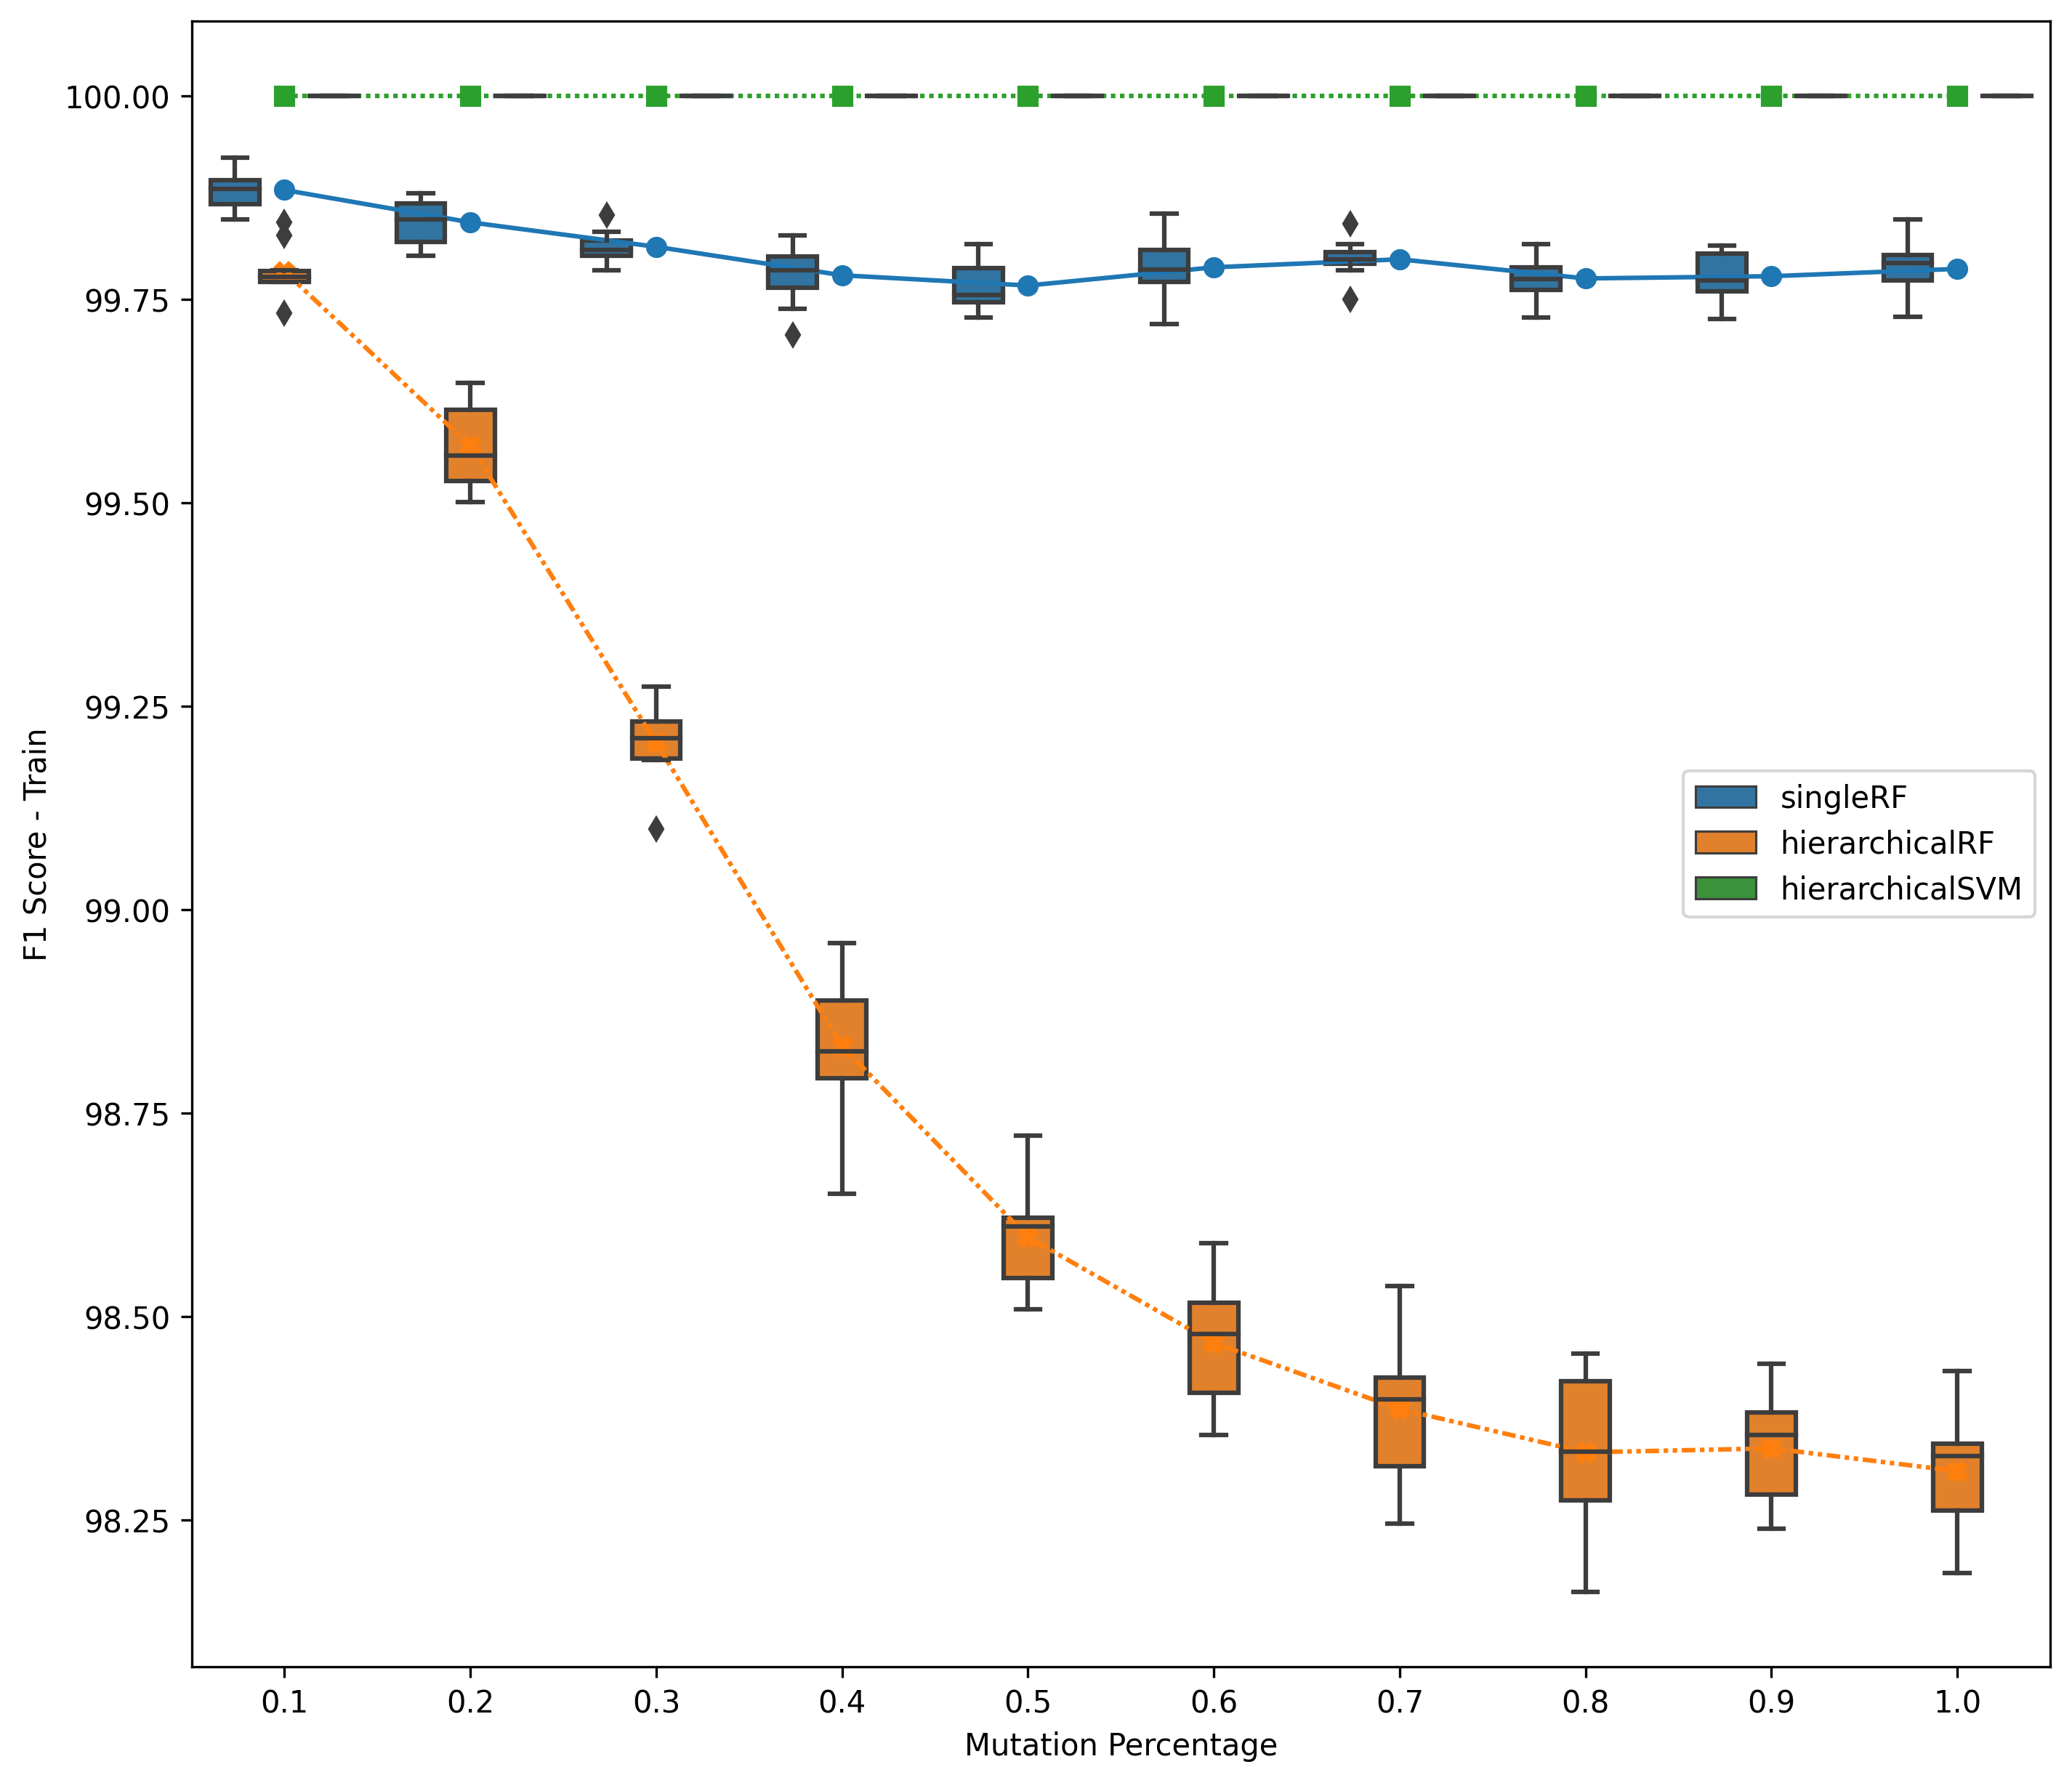 100.00
99.75
99.50
99.25
99.00
98.75
98.50
98.25
F1 Score - Train
singleRF
hierarchicalRF
hierarchicalSVM
0.1 0.2 0.3 0.4 0.5 0.6 0.7 0.8 0.9 1.0
Mutation Percentage